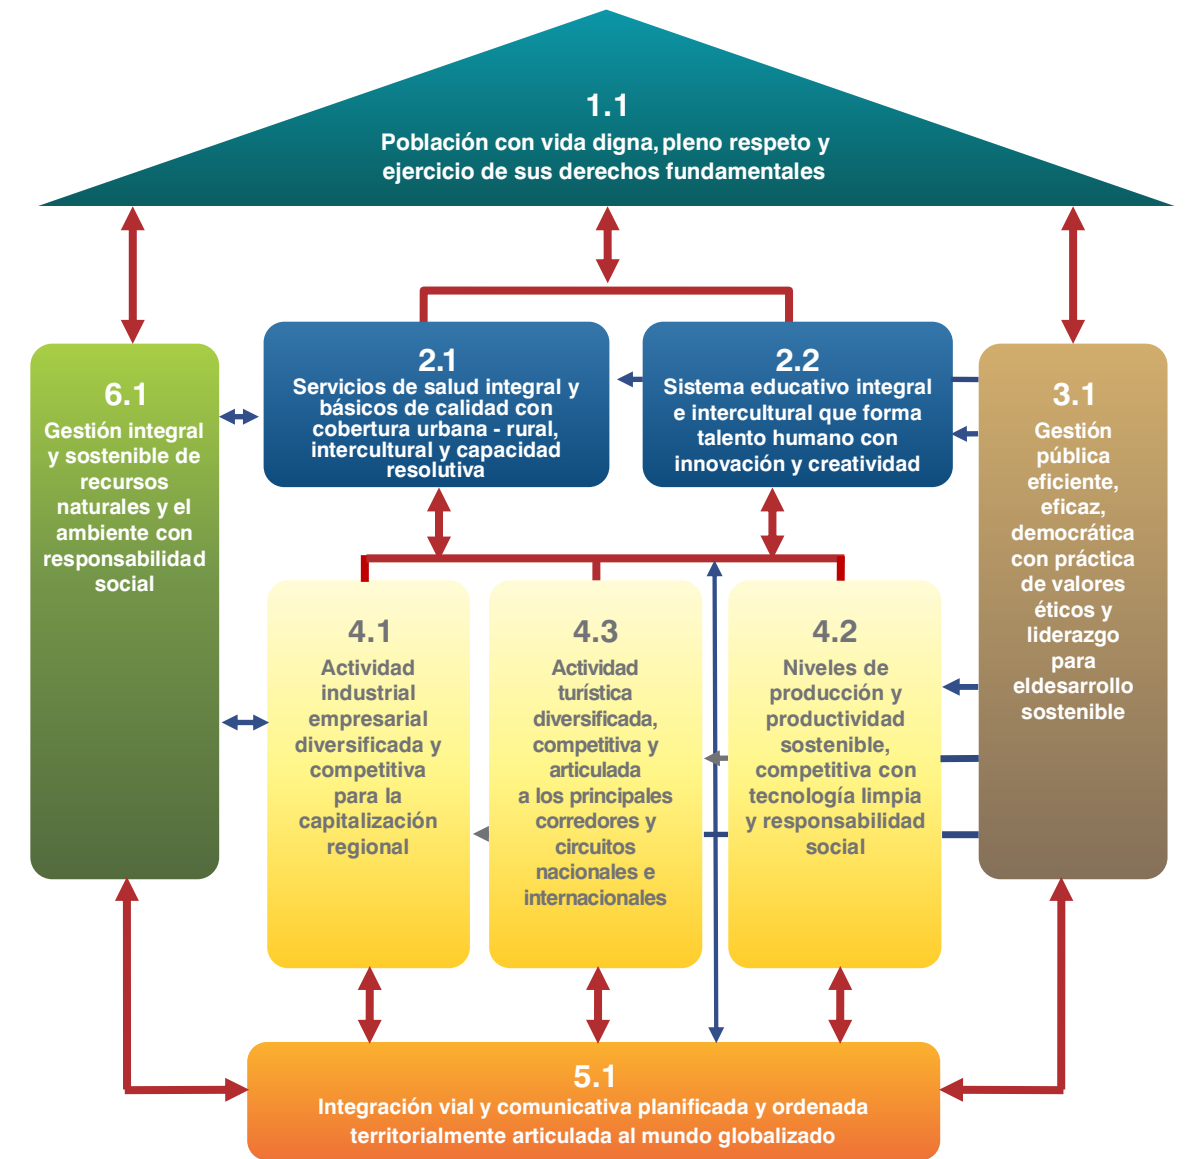 1.1
Población con vida digna, pleno respeto y
ejercicio de sus derechos fundamentales
2.1
Servicios de salud integral y
básicos de calidad con
cobertura urbana - rural,
intercultural y capacidad
resolutiva
2.2
Sistema educativo integral
e intercultural que forma
talento humano con
innovación y creatividad
6.1
Gestión integral
y sostenible de
recursos
naturales y el
ambiente con
responsabilidad
social
3.1
Gestión
pública
eficiente,
eficaz,
democrática
con práctica
de valores
éticos y
liderazgo
para
eldesarrollo
sostenible
4.1
Actividad
industrial
empresarial
diversificada y
competitiva
para la
capitalización
regional
4.3
Actividad
turística
diversificada,
competitiva y
articulada
a los principales
corredores y
circuitos
nacionales e
internacionales
4.2
Niveles de
producción y
productividad
sostenible,
competitiva con
tecnología limpia
y responsabilidad
social
5.1
Integración vial y comunicativa planificada y ordenada
territorialmente articulada al mundo globalizado